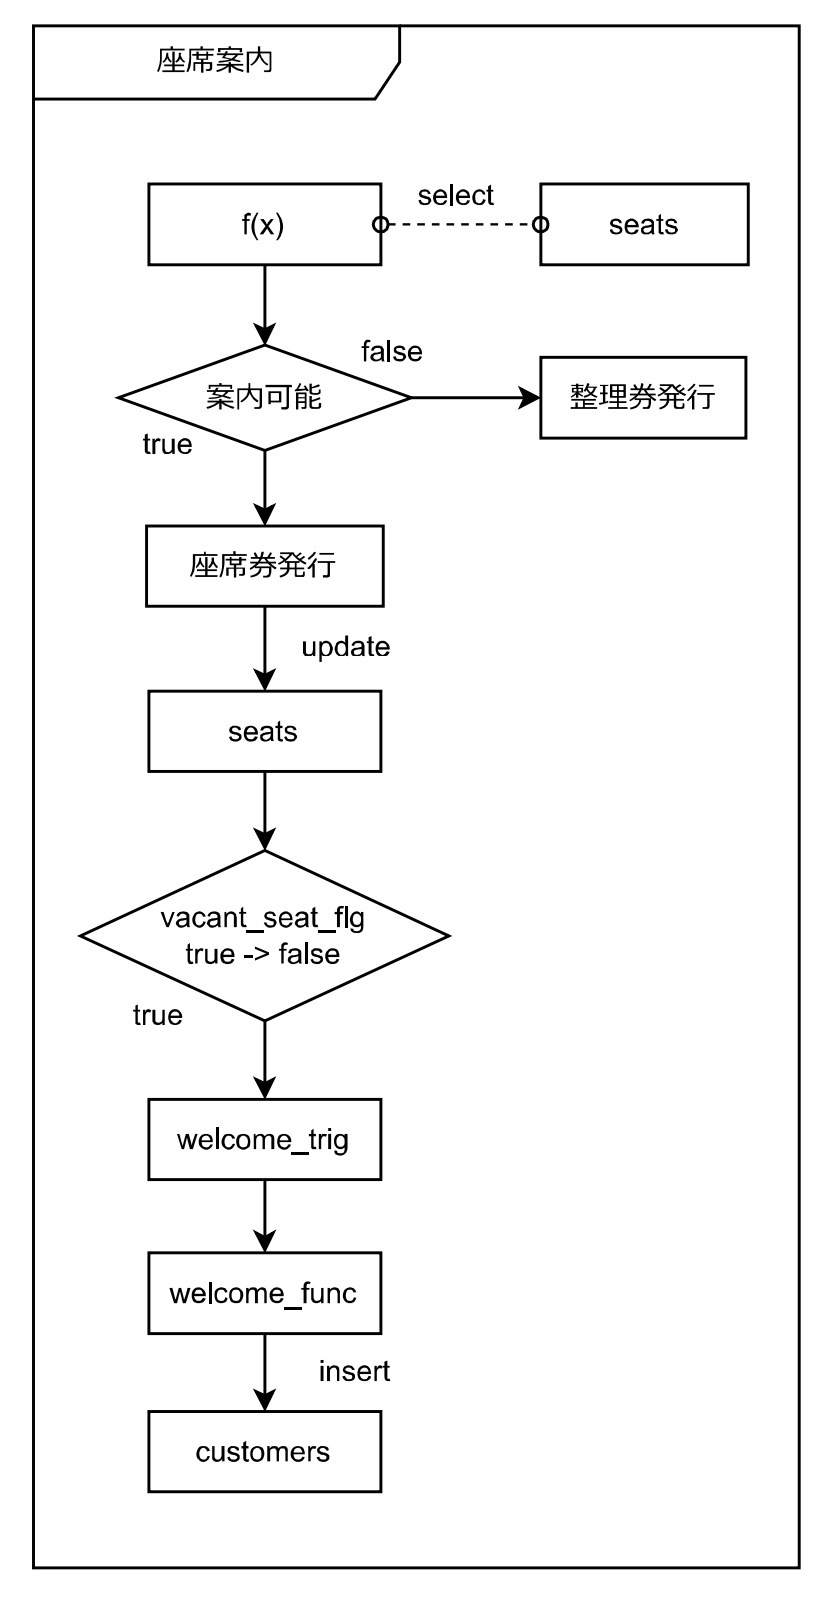 座席案内
f(x)
select
seats
案内可能
false
整理券発行
true
座席券発行
update
seats
vacant_seat_flg
true -> false
true
welcome_trig
welcome_func
insert
customers